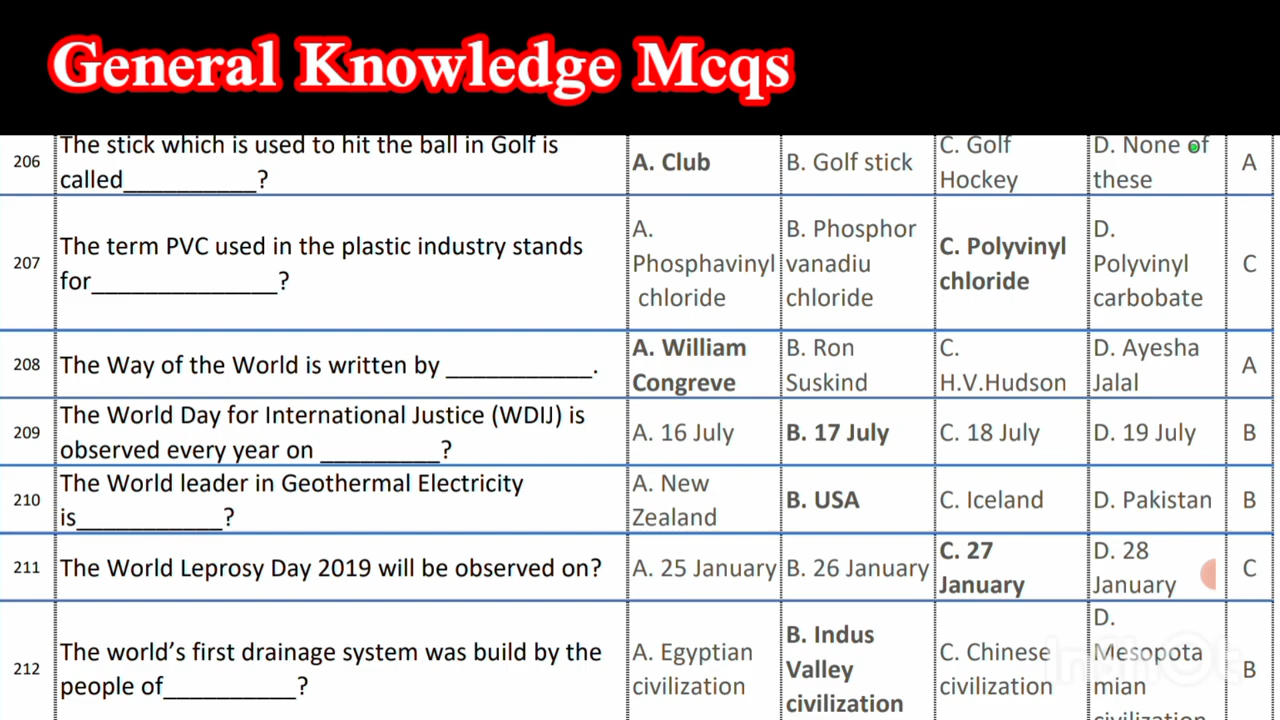 General Knowledge Mcqs
206
The stick which is used to hit the ball in Golf is
called__________?
A. Club
B. Golf stick
C. Golf
Hockey
D. None of
these
A
207
The term PVC used in the plastic industry stands
for______________?
A.
Phosphavinyl
chloride
B. Phosphor
vanadiu
chloride
C. Polyvinyl
chloride
D.
Polyvinyl
carbobate
C
208
The Way of the World is written by ___________.
A. William
Congreve
B. Ron
Suskind
C.
H.V.Hudson
D. Ayesha
Jalal
A
209
The World Day for International Justice (WDIJ) is
observed every year on _________?
A. 16 July
B. 17 July
C. 18 July
D. 19 July
B
210
The World leader in Geothermal Electricity
is___________?
A. New
Zealand
B. USA
C. Iceland
D. Pakistan
B
211
The World Leprosy Day 2019 will be observed on?
A. 25 January
B. 26 January
C. 27
January
D. 28
January
C
212
The world’s first drainage system was build by the
people of__________?
A. Egyptian
civilization
B. Indus
Valley
civilization
C. Chinese
civilization
D.
Mesopota
mian
civilization
B